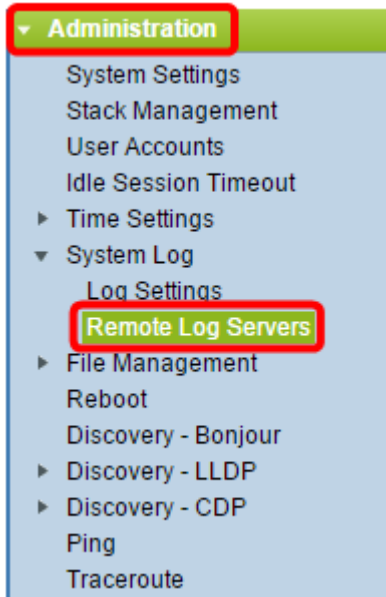 Administration
System Settings
Stack Management
User Accounts
Idle Session Timeout
Time Settings
System Log
Log Settings
Remote Log Servers
File Management
Reboot
Discovery - Bonjour
Discovery - LLDP
Discovery - CDP
Ping
Traceroute